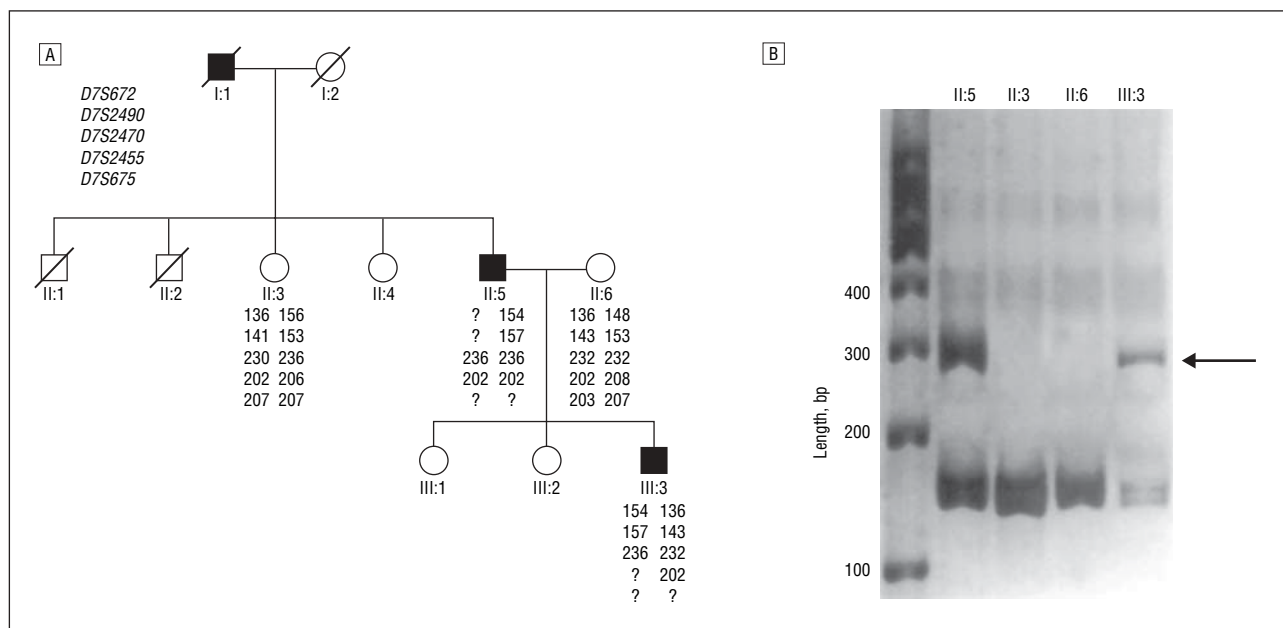 A
I:1 I:2
D7S672
D7S2490
D7S2470
D7S2455
D7S675
II:1 II:2 II:3 II:4 II:5 II:6
136 156 ? 154 136 148
141 153 ? 157 143 153
230 236 236 236 232 232
202 206 202 202 202 208
207 207 ? ? 203 207
III:1 III:2 III:3
154 136
157 143
236 232
? 202
? ?
B
II:5 II:3 II:6 III:3
Length, bp
400
300
200
100